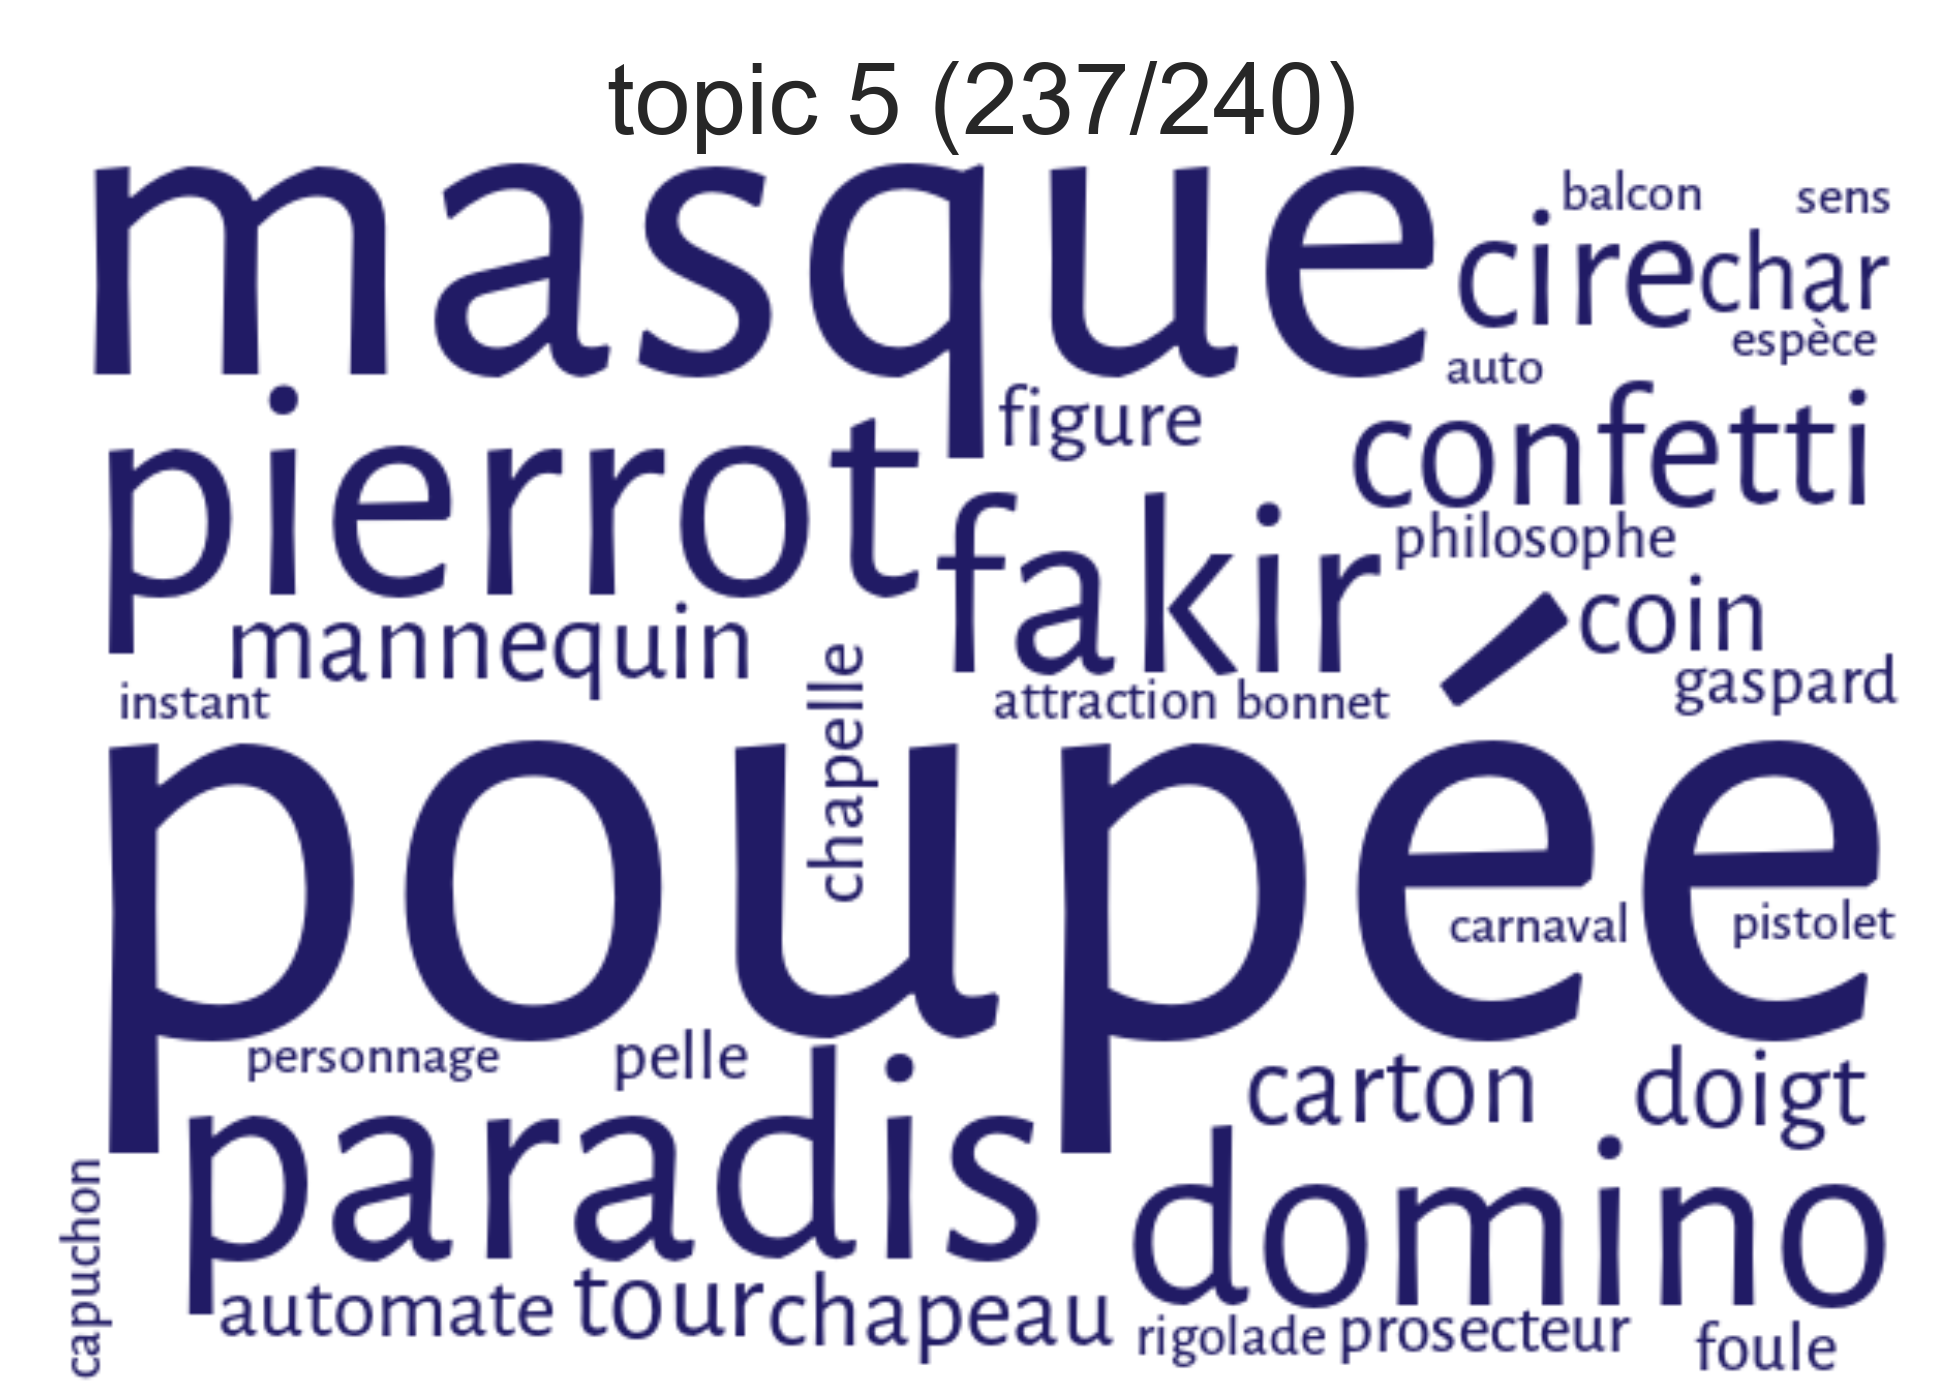 topic 5 (237/240)
masque
balcon
sens
cire
char
espèce
auto
figure
confetti
pierrot
fakir
philosophe
coin
mannequin
chapelle
gaspard
instant
attraction
bonnet
poupée
carnaval
pistolet
personnage
pelle
carton
doigt
paradis
domino
capuchon
automate
tour
chapeau
rigolade
prosecteur
foule